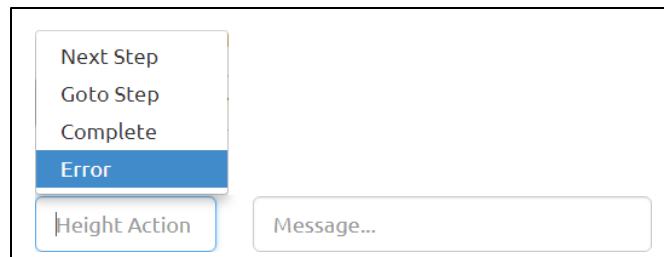 Next Step
Goto Step
Complete
Error
Height Action
Message...